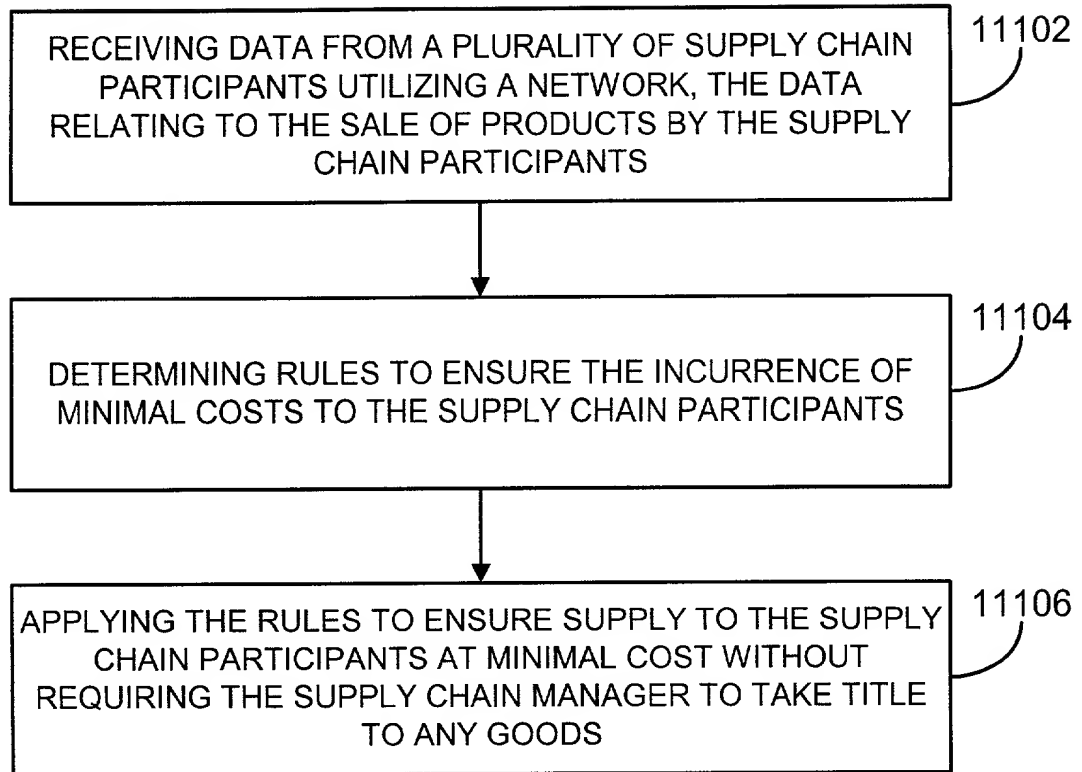 RECEIVING DATA FROM A PLURALITY OF SUPPLY CHAIN
PARTICIPANTS UTILIZING A NETWORK, THE DATA
RELATING TO THE SALE OF PRODUCTS BY THE SUPPLY
CHAIN PARTICIPANTS
11102
DETERMINING RULES TO ENSURE THE INCURRENCE OF
MINIMAL COSTS TO THE SUPPLY CHAIN PARTICIPANTS
11104
APPLYING THE RULES TO ENSURE SUPPLY TO THE SUPPLY
CHAIN PARTICIPANTS AT MINIMAL COST WITHOUT
REQUIRING THE SUPPLY CHAIN MANAGER TO TAKE TITLE
TO ANY GOODS
11106